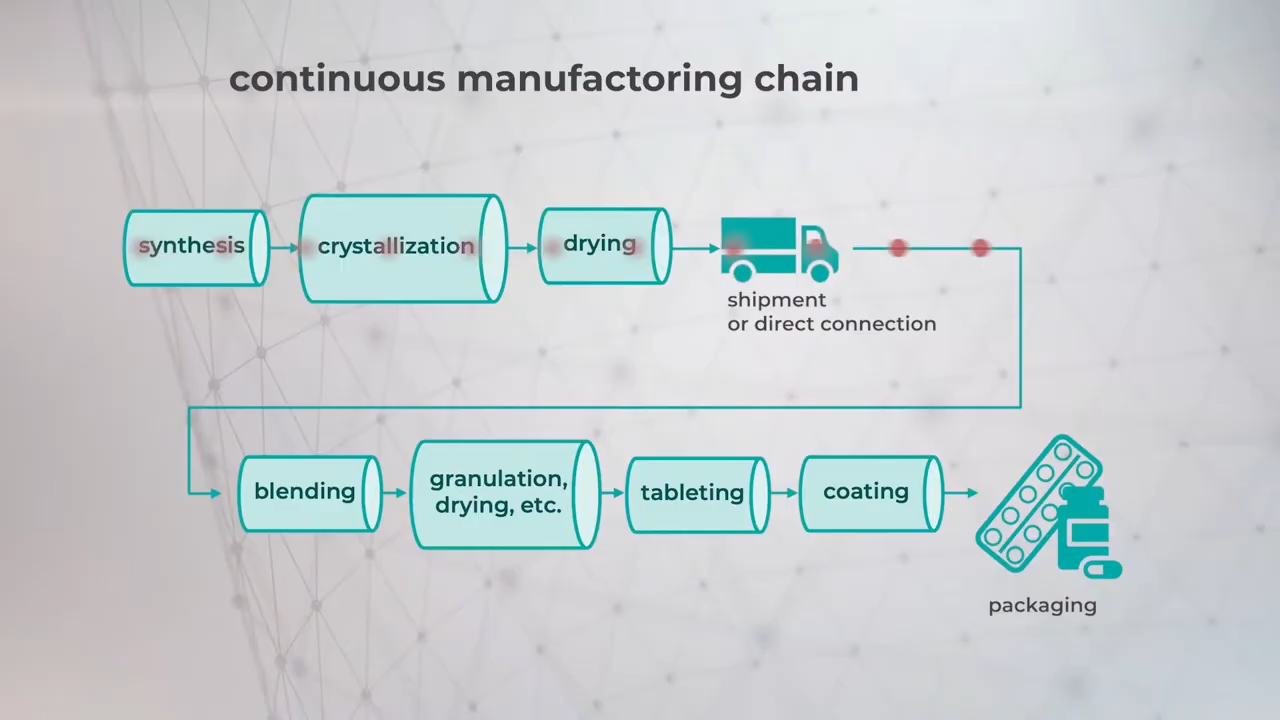 continuous manufactoring chain
synthesis
crystallization
drying
shipment
or direct connection
blending
granulation,
drying, etc.
tableting
coating
packaging